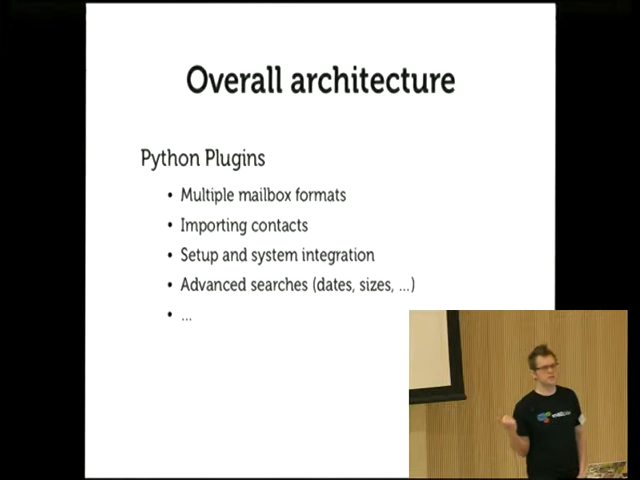 Overall architecture
Python Plugins
• Multiple mailbox formats
• Importing contacts
• Setup and system integration
• Advanced searches (dates, sizes, ...)
• ...